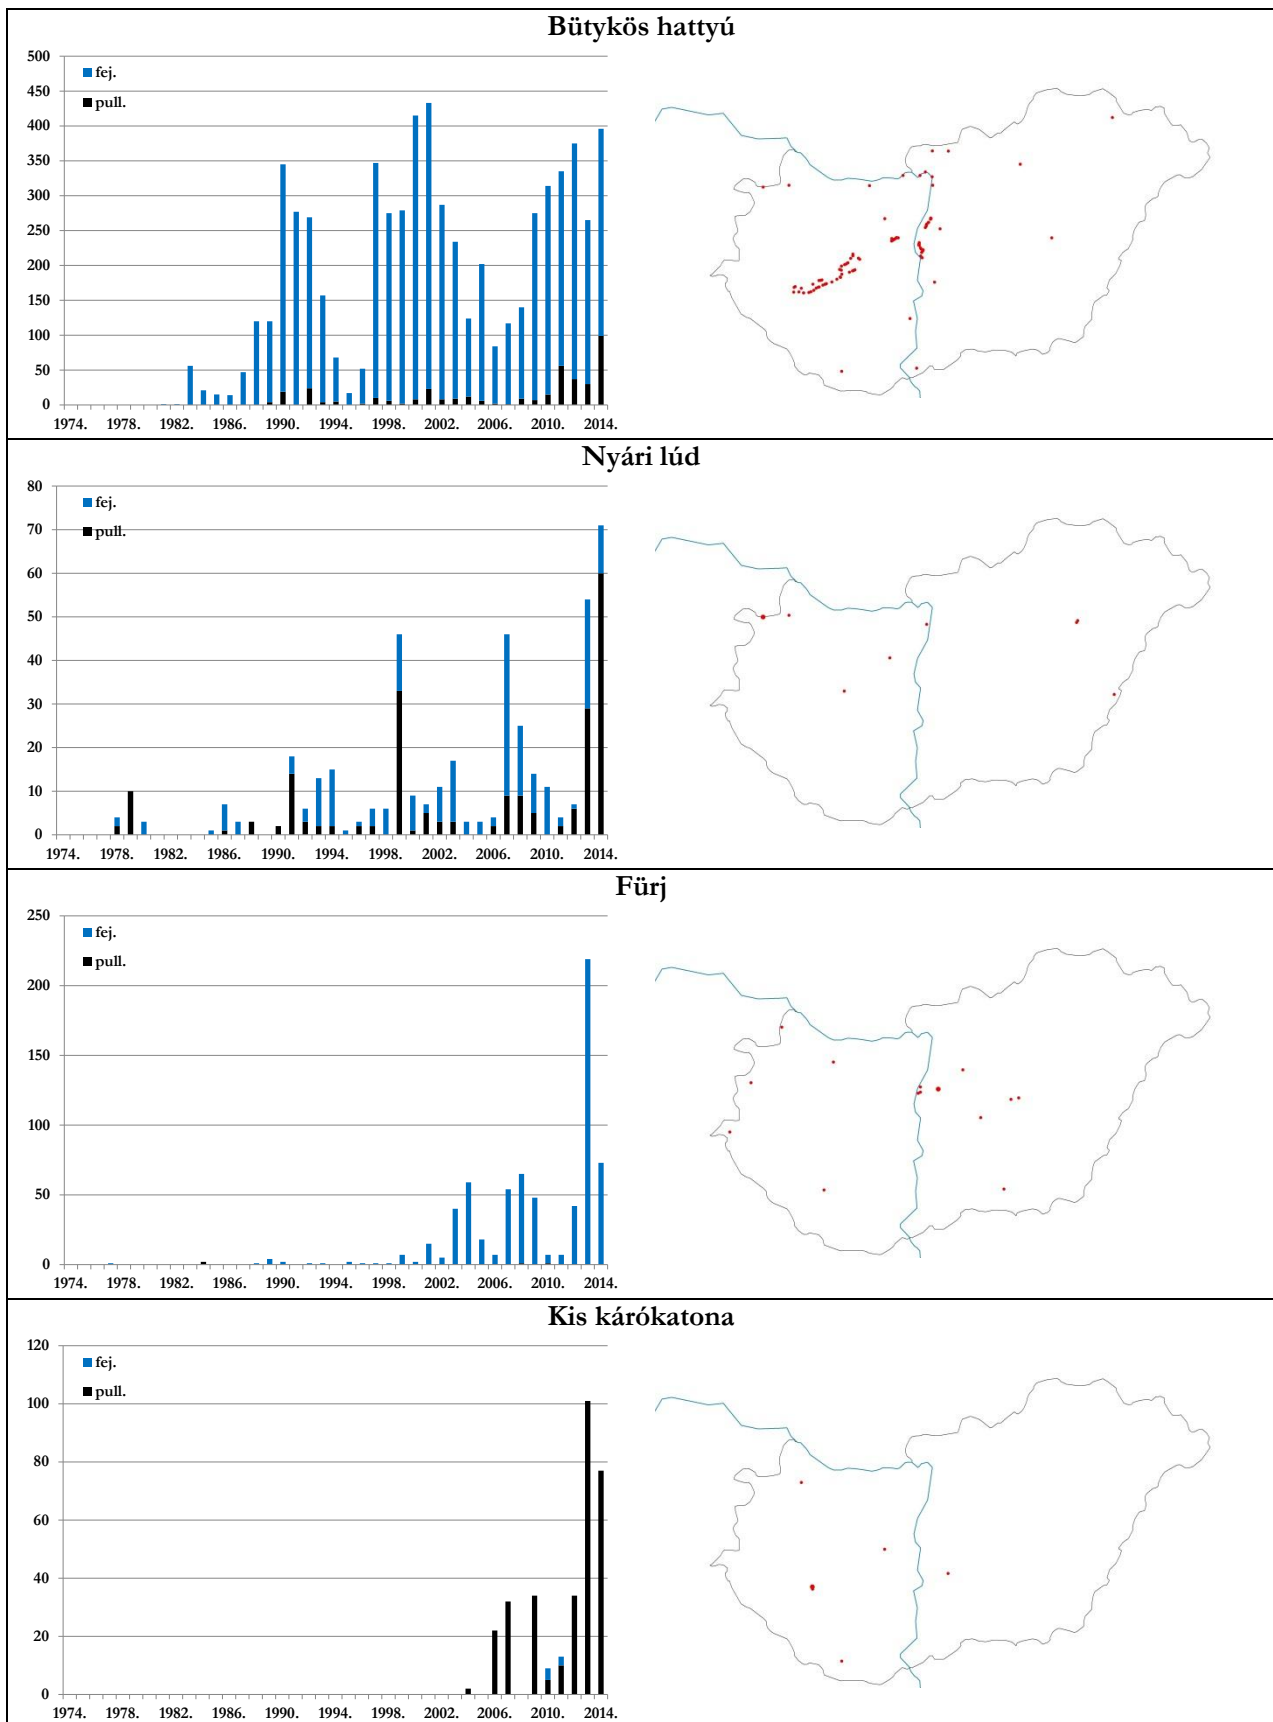 Bütykös hattyú
500
450
400
350
300
250
200
150
100
50
0
fej.
pull.
1974. 1978. 1982. 1986. 1990. 1994. 1998. 2002. 2006. 2010. 2014.
Nyári lúd
80
70
60
50
40
30
20
10
0
fej.
pull.
1974. 1978. 1982. 1986. 1990. 1994. 1998. 2002. 2006. 2010. 2014.
Fürj
250
200
150
100
50
0
fej.
pull.
1974. 1978. 1982. 1986. 1990. 1994. 1998. 2002. 2006. 2010. 2014.
Kis kárókatona
120
100
80
60
40
20
0
fej.
pull.
1974. 1978. 1982. 1986. 1990. 1994. 1998. 2002. 2006. 2010. 2014.